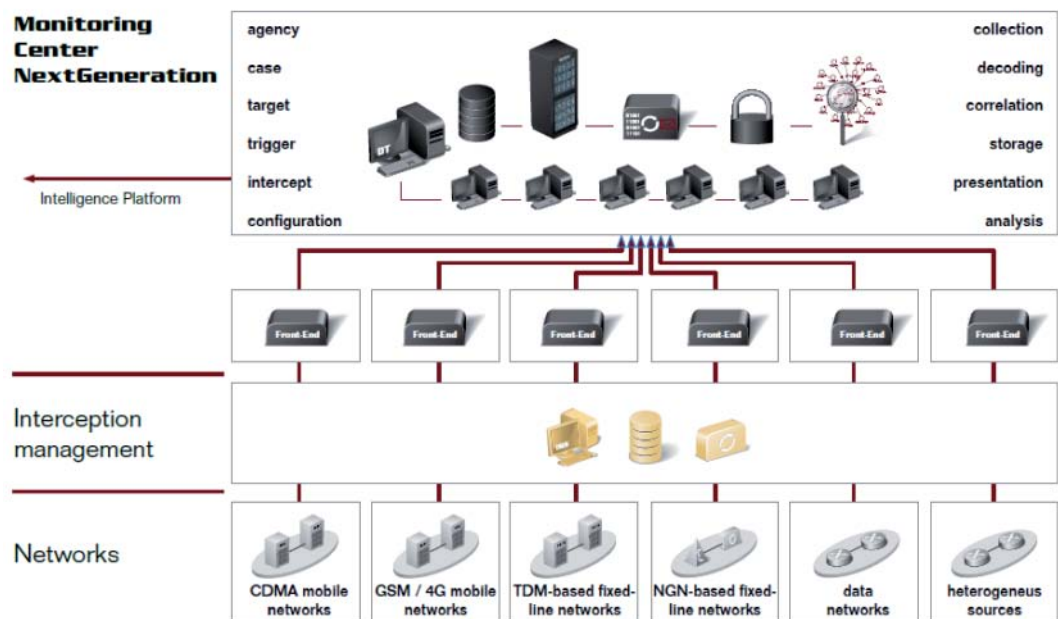 Monitoring
Center
NextGeneration
agency
case
target
trigger
intercept
configuration
collection
decoding
correlation
storage
presentation
analysis
Intelligence Platform
Front-End
Front-End
Front-End
Front-End
Front-End
Front-End
Interception
management
Networks
CDMA mobile
networks
GSM / 4G mobile
networks
TDM-based fixed-
line networks
NGN-based fixed-
line networks
data
networks
heterogeneus
sources